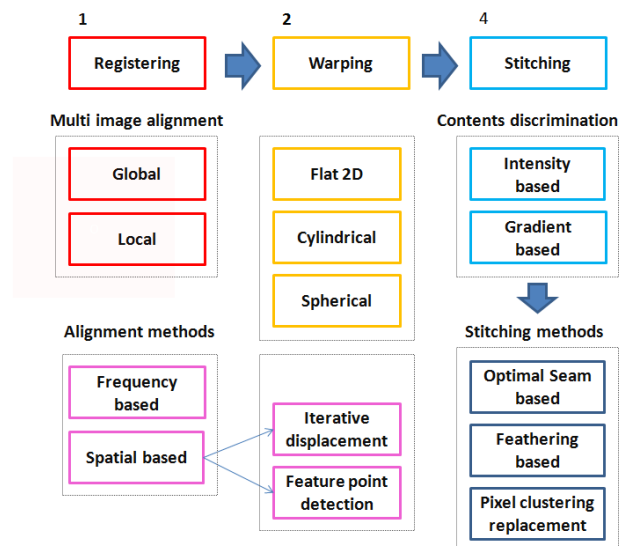 1
2
4
Registering
Warping
Stitching
Multi image alignment
Contents discrimination
Global
Local
Flat 2D
Cylindrical
Spherical
Intensity
based
Gradient
based
Alignment methods
Stitching methods
Frequency
based
Spatial based
Iterative
displacement
Feature point
detection
Optimal Seam
based
Feathering
based
Pixel clustering
replacement